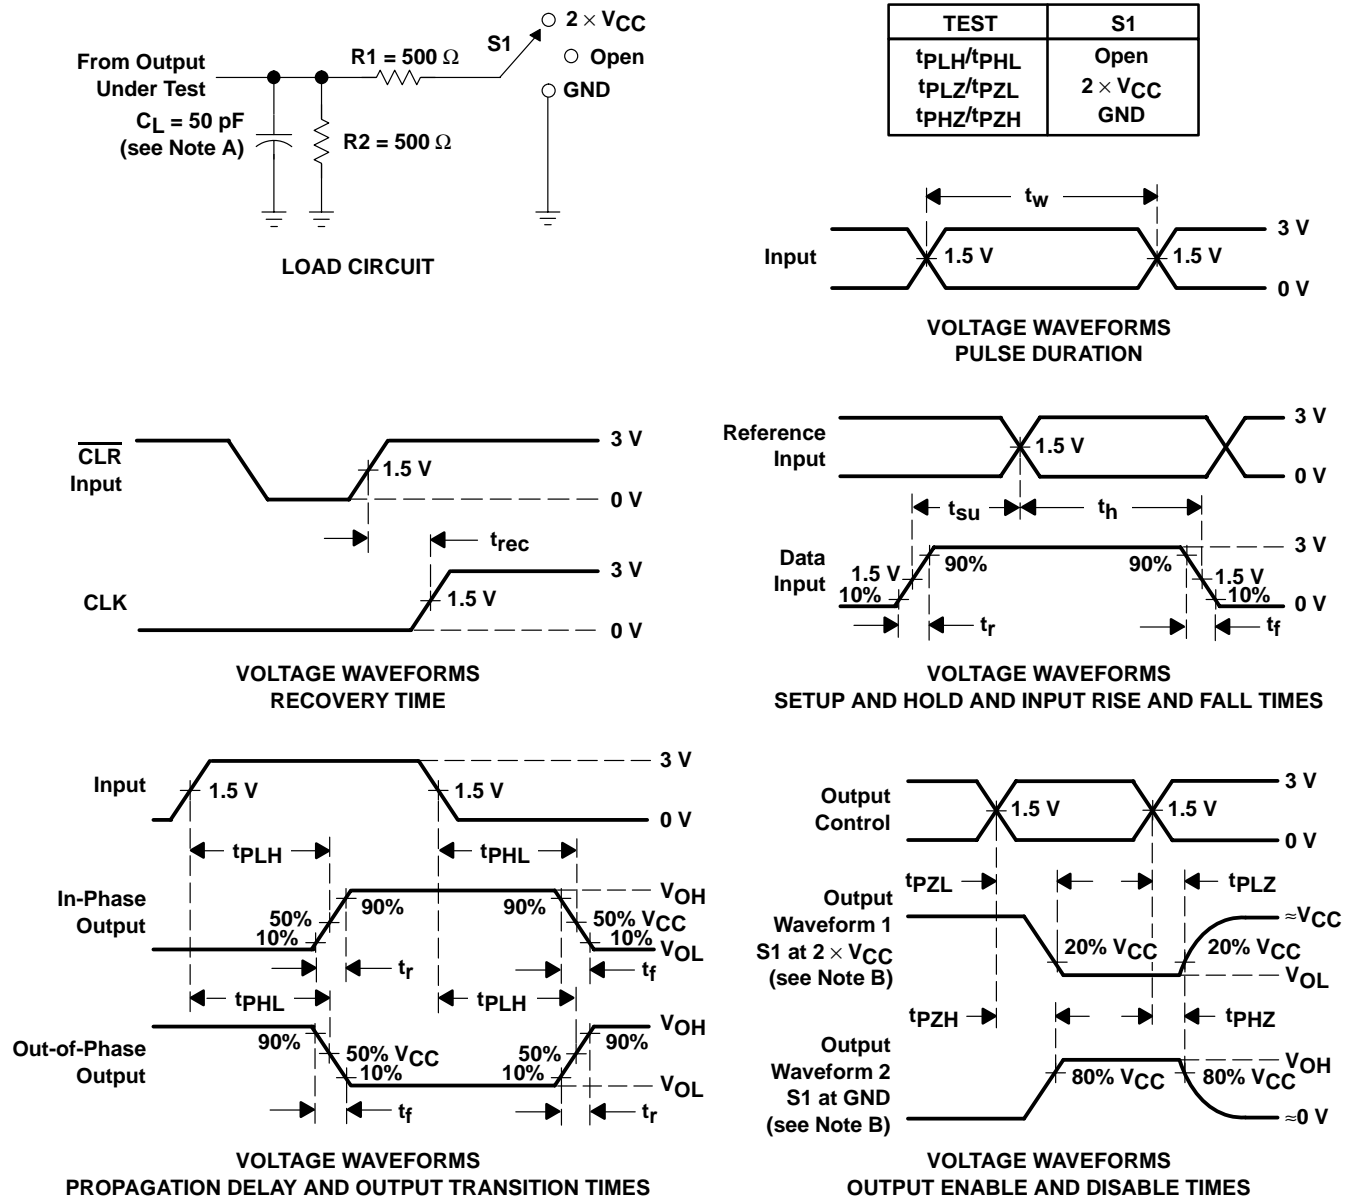 From Output
Under Test
CL = 50 pF
(see Note A)
R1 = 500 Ω
R2 = 500 Ω
S1
2 × VCC
Open
GND
LOAD CIRCUIT
TEST S1
tPLH/tPHL Open
tPLZ/tPZL 2 × VCC
tPHZ/tPZH GND
tw
Input
1.5 V
1.5 V
3 V
0 V
VOLTAGE WAVEFORMS
PULSE DURATION
CLR
Input
1.5 V
3 V
0 V
trec
CLK
1.5 V
3 V
0 V
VOLTAGE WAVEFORMS
RECOVERY TIME
Reference
Input
1.5 V
3 V
0 V
tsu
th
Data
Input
1.5 V
10%
90%
90%
1.5 V
10%
3 V
0 V
tr
tf
VOLTAGE WAVEFORMS
SETUP AND HOLD AND INPUT RISE AND FALL TIMES
Input
1.5 V
1.5 V
3 V
0 V
tPLH
tPHL
In-Phase
Output
50%
10%
90%
90%
50% VCC
10%
VOH
VOL
tr
tf
tPHL
tPLH
Out-of-Phase
Output
90%
50% VCC
10%
50%
10%
90%
VOH
VOL
tf
tr
VOLTAGE WAVEFORMS
PROPAGATION DELAY AND OUTPUT TRANSITION TIMES
Output
Control
1.5 V
1.5 V
3 V
0 V
tPZL
tPLZ
Output
Waveform 1
S1 at 2 × VCC
(see Note B)
20% VCC
20% VCC
≈VCC
VOL
tPZH
tPHZ
Output
Waveform 2
S1 at GND
(see Note B)
80% VCC
80% VCC
VOH
≈0 V
VOLTAGE WAVEFORMS
OUTPUT ENABLE AND DISABLE TIMES